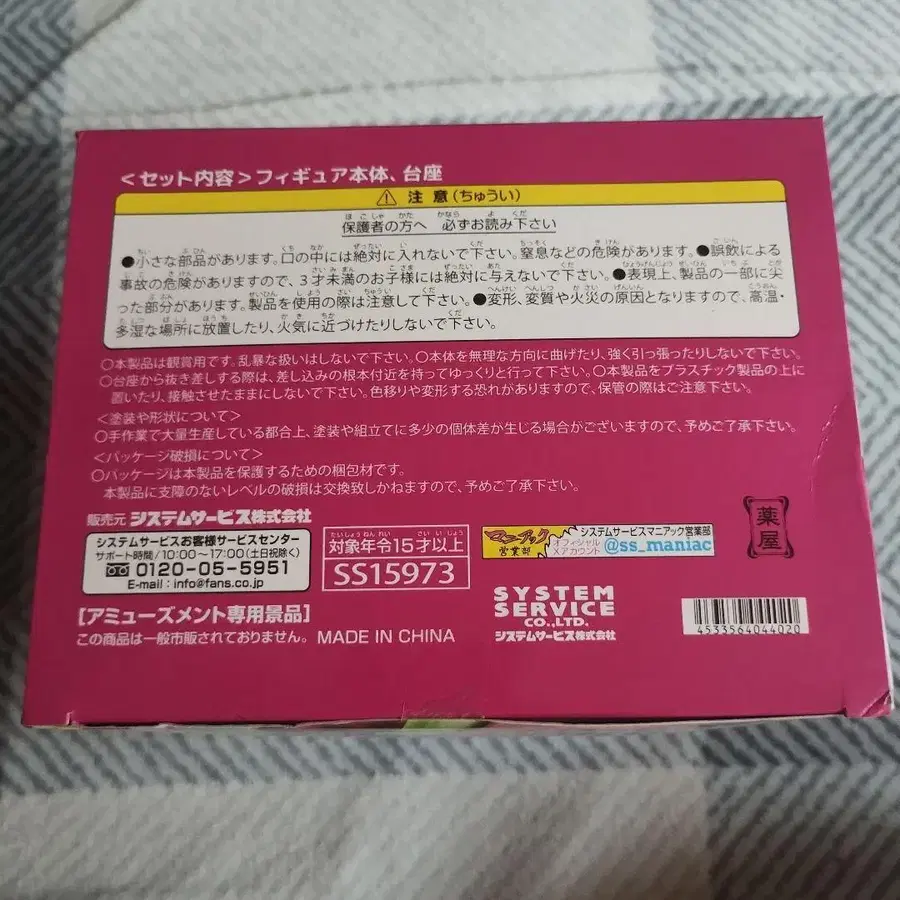 <セット内容>フィギュア本体、台座
⚠ 注意(ちゅうい)
保護者の方へ 必ずお読み下さい
●小さな部品があります。口の中には絶対に入れないで下さい。窒息などの危険があります。●誤飲による
事故の危険がありますので、3才未満のお子様には絶対に与えないで下さい。●表現上、製品の一部に尖
った部分があります。製品を使用の際は注意して下さい。●変形、変質や火災の原因となりますので、高温・
多湿な場所に放置したり、火気に近づけたりしないで下さい。
○本製品は観賞用です。乱暴な扱いはしないで下さい。○本体を無理な方向に曲げたり、強く引っ張ったりしないで下さい。
○台座から抜き差しする際は、差し込みの根本付近を持ってゆっくりと行って下さい。○本製品をプラスチック製品の上に
置いたり、接触させたままにしないで下さい。色移りや変形する恐れがありますので、保管の際はご注意下さい。
<塗装や形状について>
○手作業で大量生産している都合上、塗装や組立てに多少の個体差が生じる場合がございますので、予めご了承下さい。
<パッケージ破損について>
○パッケージは本製品を保護するための梱包材です。
本製品に支障のないレベルの破損は交換致しかねますので、予めご了承下さい。
販売元 システムサービス株式会社
システムサービスお客様サービスセンター
サポート時間/10:00〜17:00(土日祝除く)
0120-05-5951
E-mail:info@fans.co.jp
たいしょうねんれい さいいじょう
対象年令15才以上
SS15973
マニアック
営業部
オフィシャル
Xアカウント
システムサービスマニアック営業部
@ss_maniac
薬屋
[アミューズメント専用景品]
この商品は一般市販されておりません。 MADE IN CHINA
SYSTEM
SERVICE
CO.,LTD.
システムサービス株式会社
4533564044020